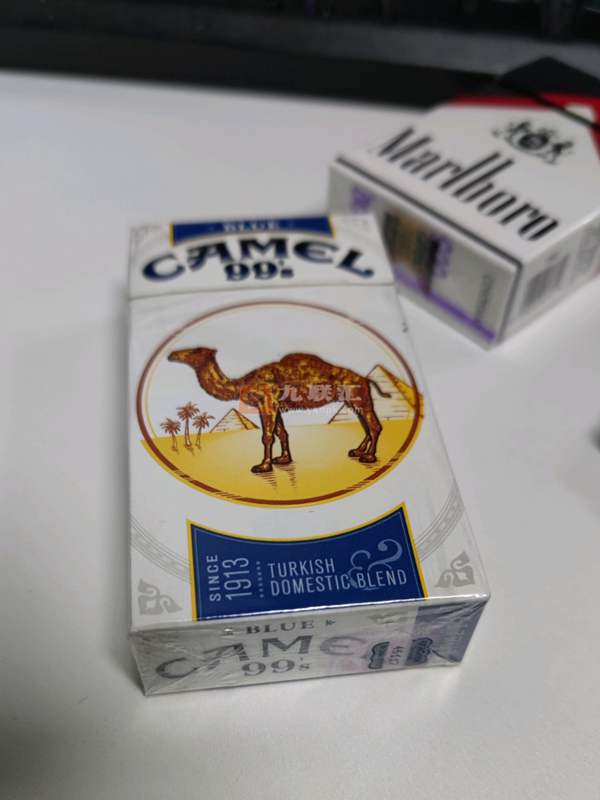 BLUE
CAMEL
99's
SINCE
1913
TURKISH
&
DOMESTIC BLEND
BLUE
CAMEL
99's
Marlboro
九联汇